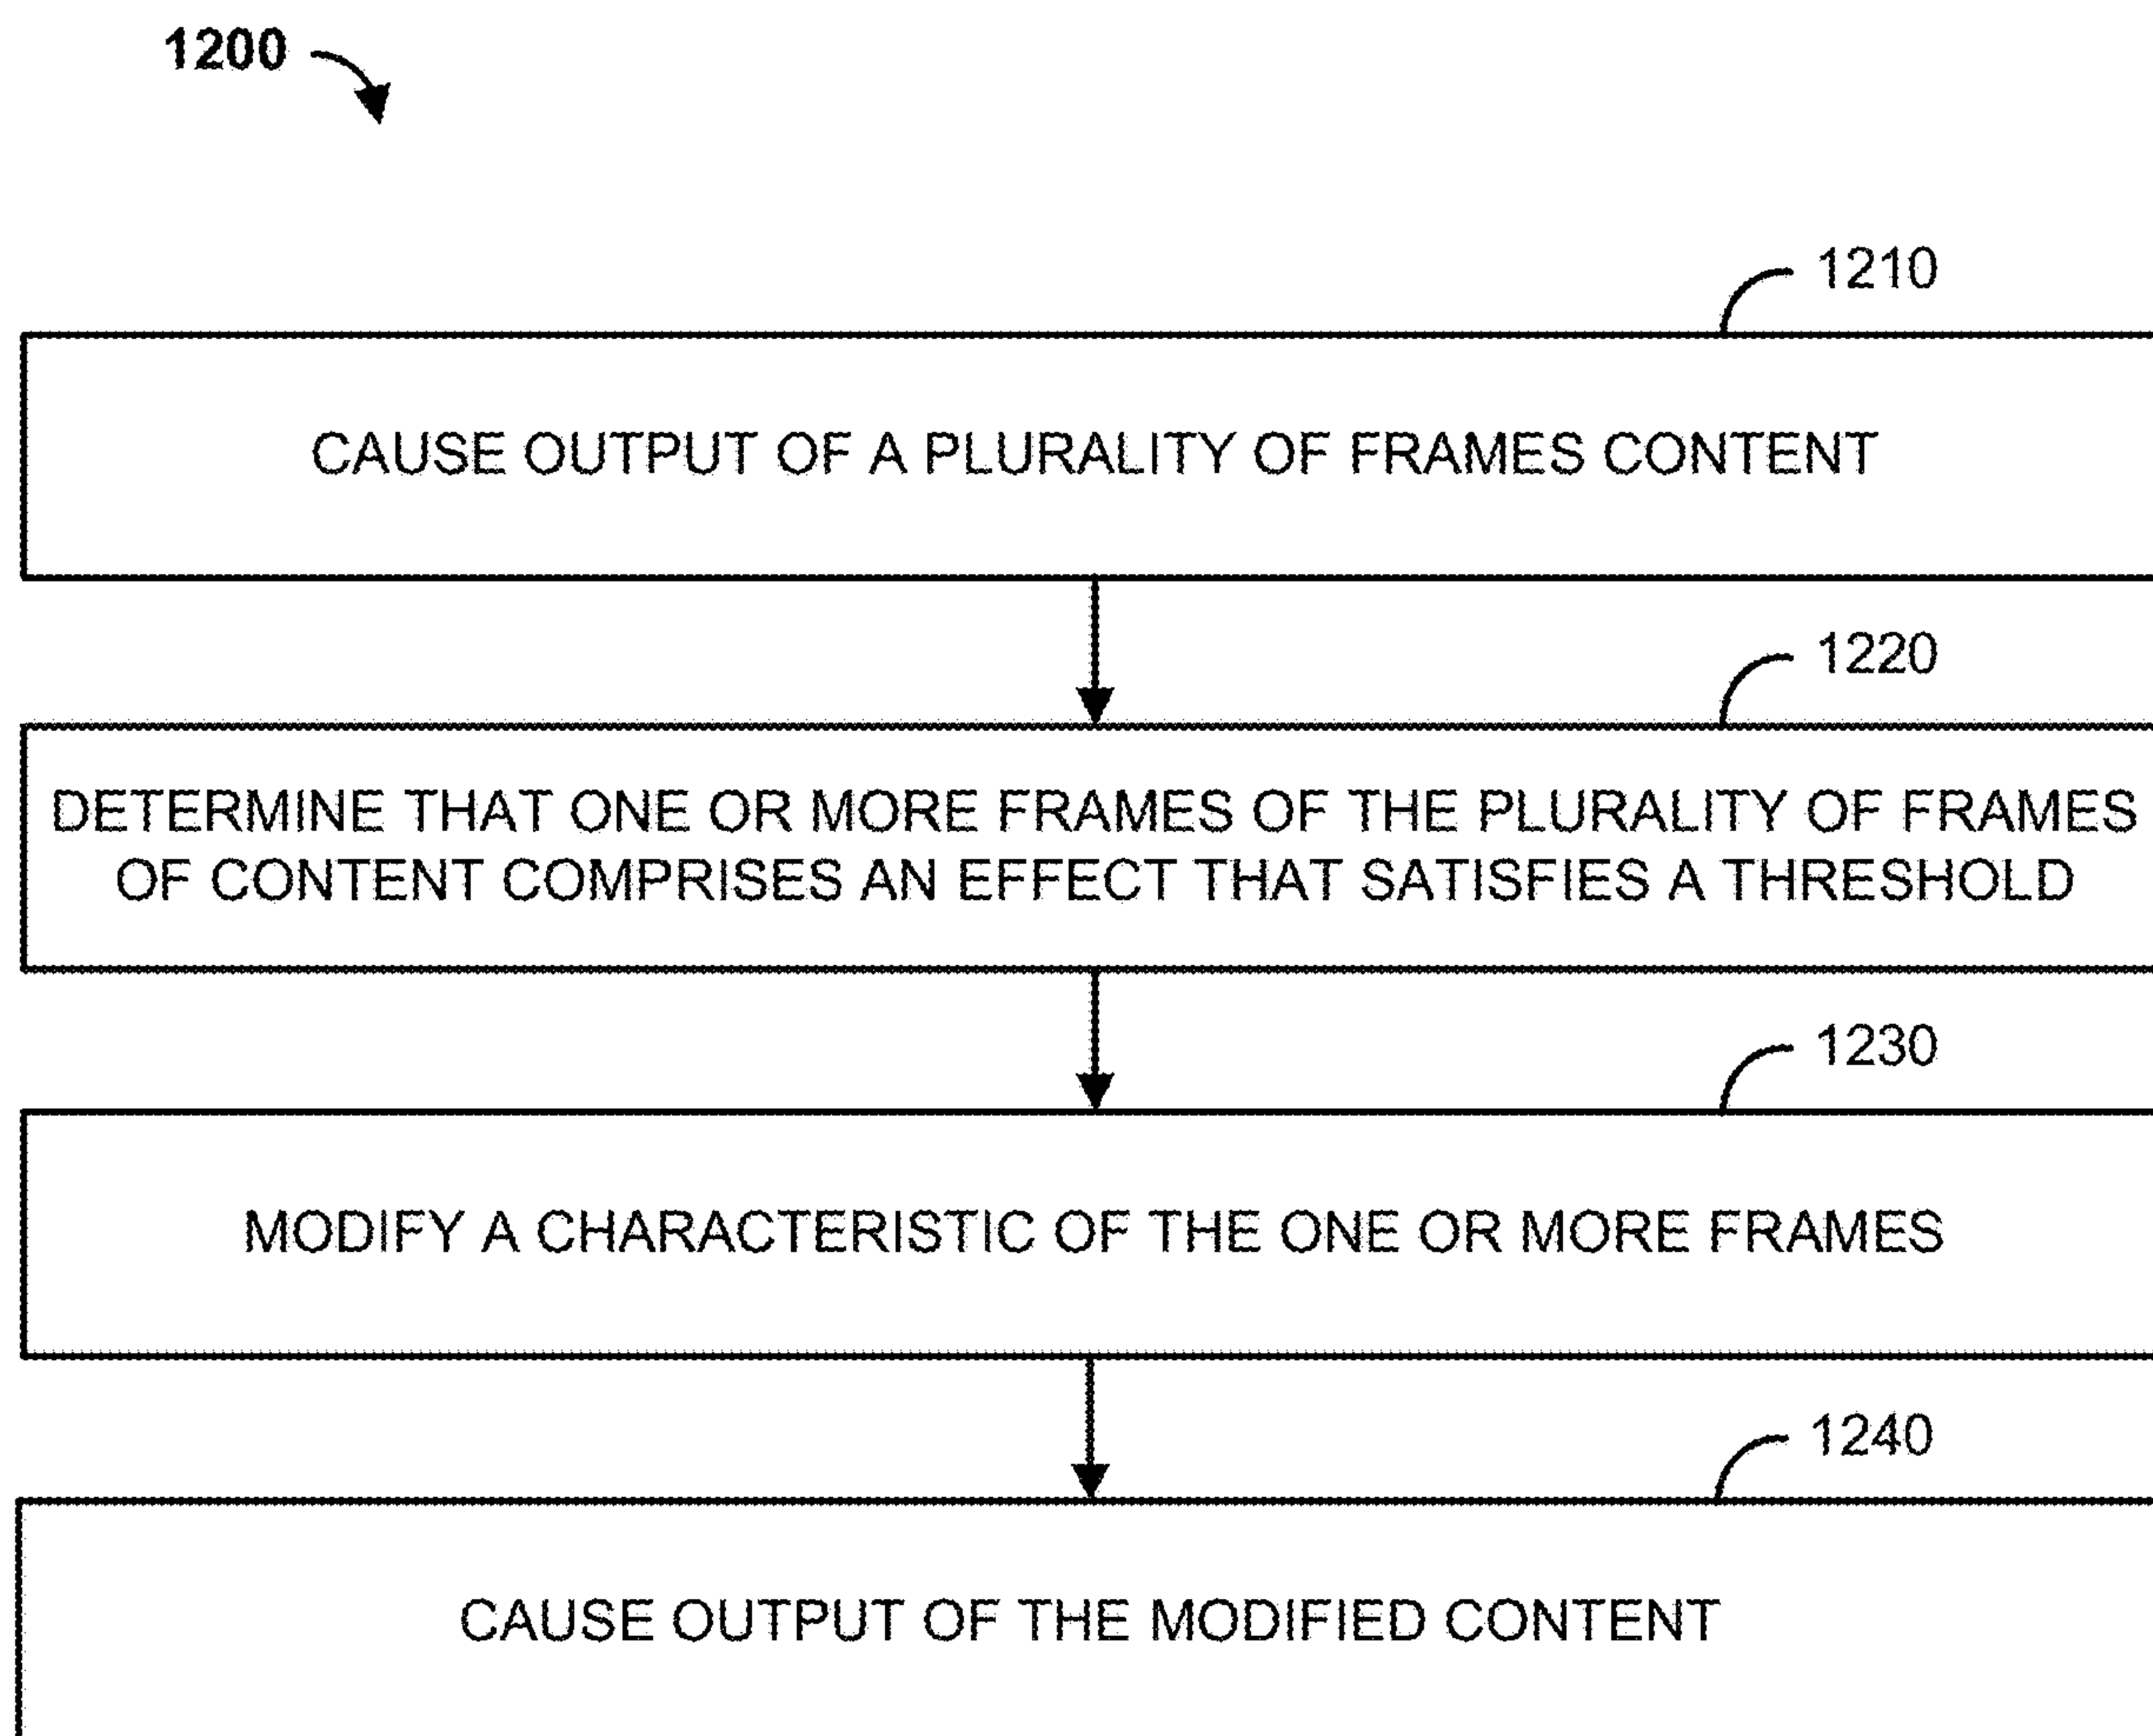 1200
1210
CAUSE OUTPUT OF A PLURALITY OF FRAMES CONTENT
1220
DETERMINE THAT ONE OR MORE FRAMES OF THE PLURALITY OF FRAMES
OF CONTENT COMPRISES AN EFFECT THAT SATISFIES A THRESHOLD
1230
MODIFY A CHARACTERISTIC OF THE ONE OR MORE FRAMES
1240
CAUSE OUTPUT OF THE MODIFIED CONTENT